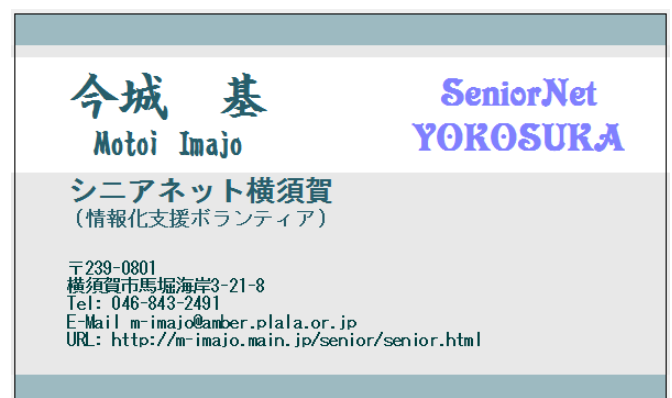 今城　基
Motoi Imajo
SeniorNet
YOKOSUKA
シニアネット横須賀
（情報化支援ボランティア）
〒239-0801
横須賀市馬堀海岸3-21-8
Tel: 046-843-2491
E-Mail m-imajo@amber.plala.or.jp
URL: http://m-imajo.main.jp/senior/senior.html